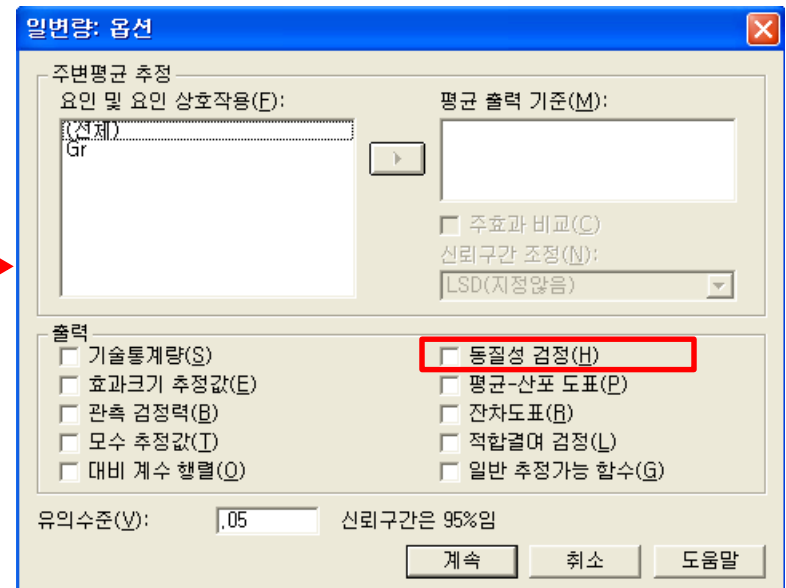 일변량: 옵션
주변평균 추정
요인 및 요인 상호작용(F):
(전체)
Gr
평균 출력 기준(M):
주효과 비교(C)
신뢰구간 조정(N):
LSD(지정않음)
출력
기술통계량(S)
효과크기 추정값(E)
관측 검정력(B)
모수 추정값(T)
대비 계수 행렬(O)
동질성 검정(H)
평균-산포 도표(P)
잔차도표(R)
적합결여 검정(L)
일반 추정가능 함수(G)
유의수준(V): ,05 신뢰구간은 95%임
계속 취소 도움말